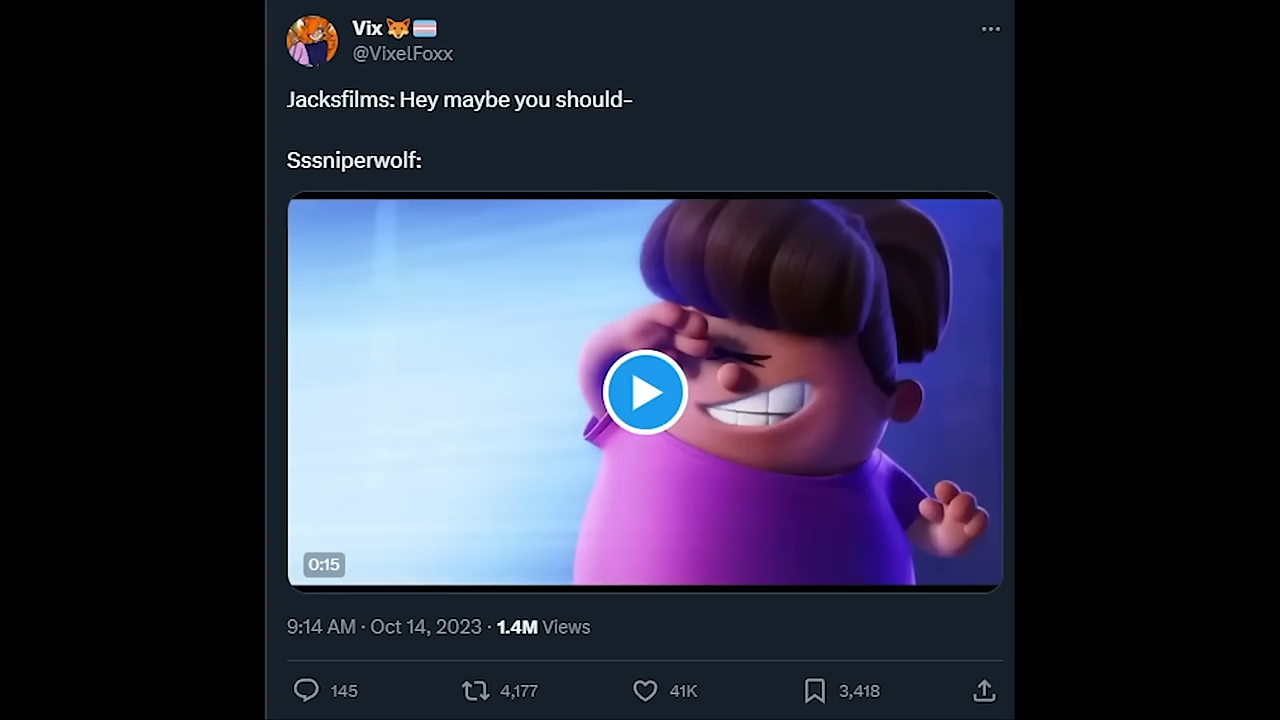 Vix 🦊🏳️‍⚧️
@VixelFoxx
Jacksfilms: Hey maybe you should-
Sssniperwolf:
0:15
9:14 AM · Oct 14, 2023 · 1.4M Views
145 4,177 41K 3,418